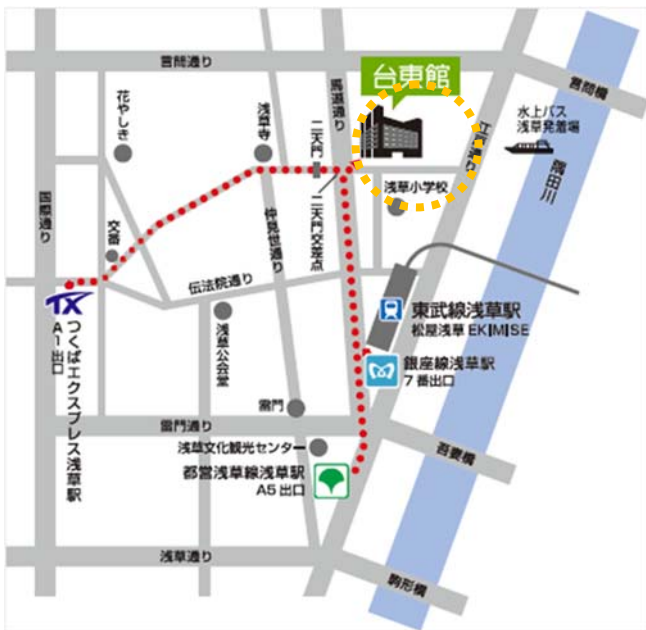 言問通り
台東館
言問橋
花やしき
浅草寺
二天門
馬道通り
水上バス
浅草発着場
江戸通り
隅田川
国際通り
交番
仲見世通り
二天門交差点
浅草小学校
伝法院通り
TX
A1出口
つくばエクスプレス浅草駅
浅草公会堂
東武線浅草駅
松屋浅草 EKIMISE
銀座線浅草駅
7番出口
雷門
雷門通り
浅草文化観光センター
都営浅草線浅草駅
A5出口
吾妻橋
浅草通り
駒形橋